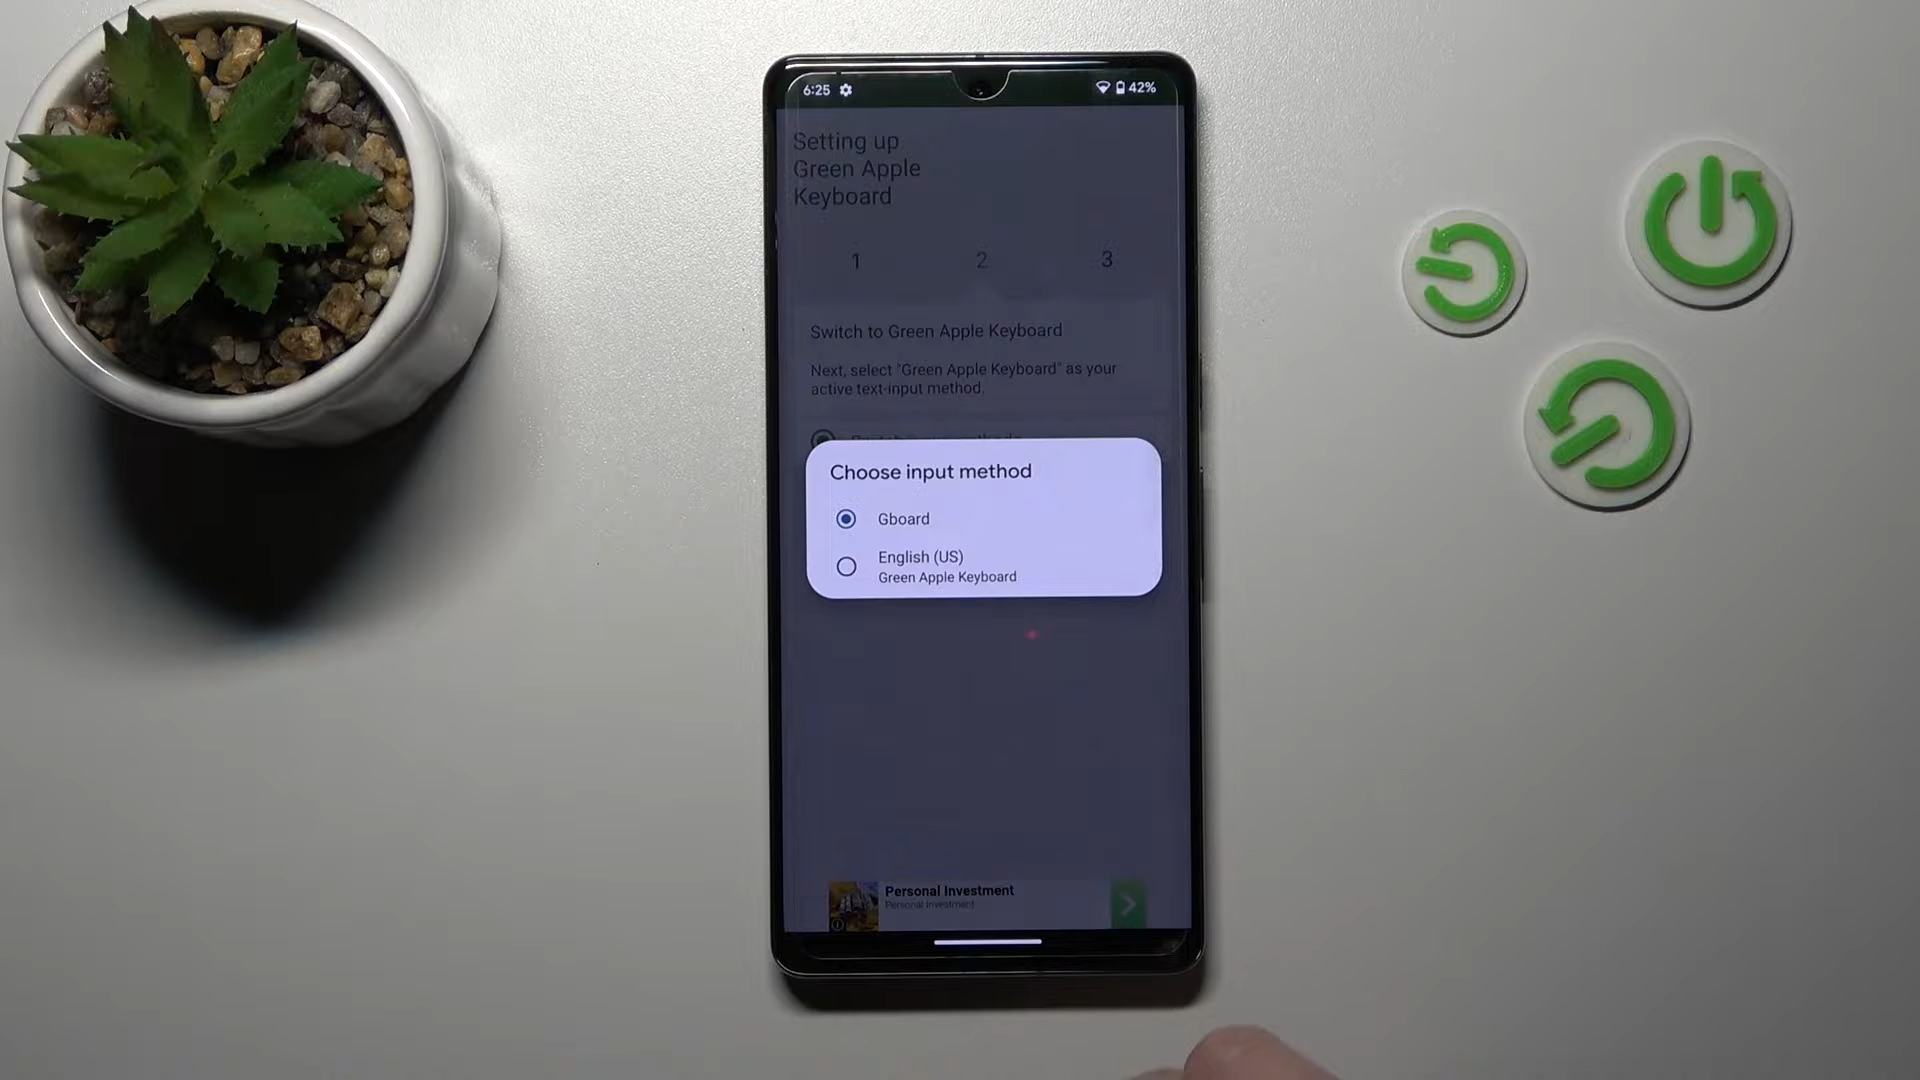 6:25
42%
Setting up
Green Apple
Keyboard
1 2 3
Switch to Green Apple Keyboard
Next, select "Green Apple Keyboard" as your
active text-input method.
Choose input method
Gboard
English (US)
Green Apple Keyboard
Personal Investment
Personal Investment